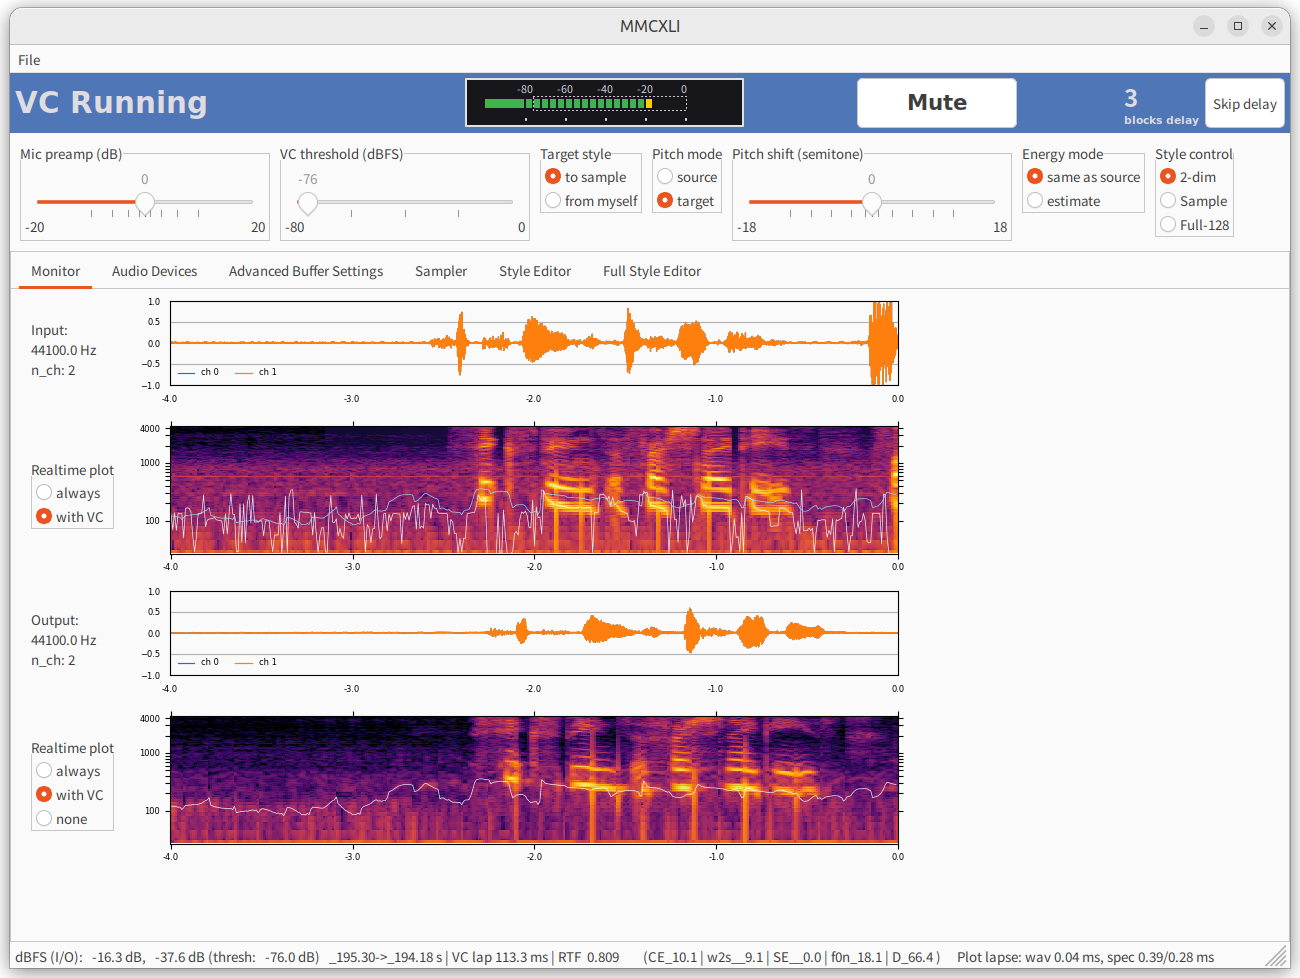 MMCXLI
File
VC Running
-80 -60 -40 -20 0
Mute
3
blocks delay
Skip delay
Mic preamp (dB)
0
-20 20
VC threshold (dBFS)
-76
-80 0
Target style
to sample
from myself
Pitch mode
source
target
Pitch shift (semitone)
0
-18 18
Energy mode
same as source
estimate
Style control
2-dim
Sample
Full-128
Monitor Audio Devices Advanced Buffer Settings Sampler Style Editor Full Style Editor
Input:
44100.0 Hz
n_ch: 2
1.0
0.5
0.0
−0.5
−1.0
ch 0 ch 1
-4.0 -3.0 -2.0 -1.0 0.0
Realtime plot
always
with VC
4000
1000
100
-4.0 -3.0 -2.0 -1.0 0.0
Output:
44100.0 Hz
n_ch: 2
1.0
0.5
0.0
−0.5
−1.0
ch 0 ch 1
-4.0 -3.0 -2.0 -1.0 0.0
Realtime plot
always
with VC
none
4000
1000
100
-4.0 -3.0 -2.0 -1.0 0.0
dBFS (I/O): -16.3 dB, -37.6 dB (thresh: -76.0 dB) _195.30->_194.18 s | VC lap 113.3 ms | RTF 0.809 (CE_10.1 | w2s__9.1 | SE__0.0 | f0n_18.1 | D_66.4 ) Plot lapse: wav 0.04 ms, spec 0.39/0.28 ms